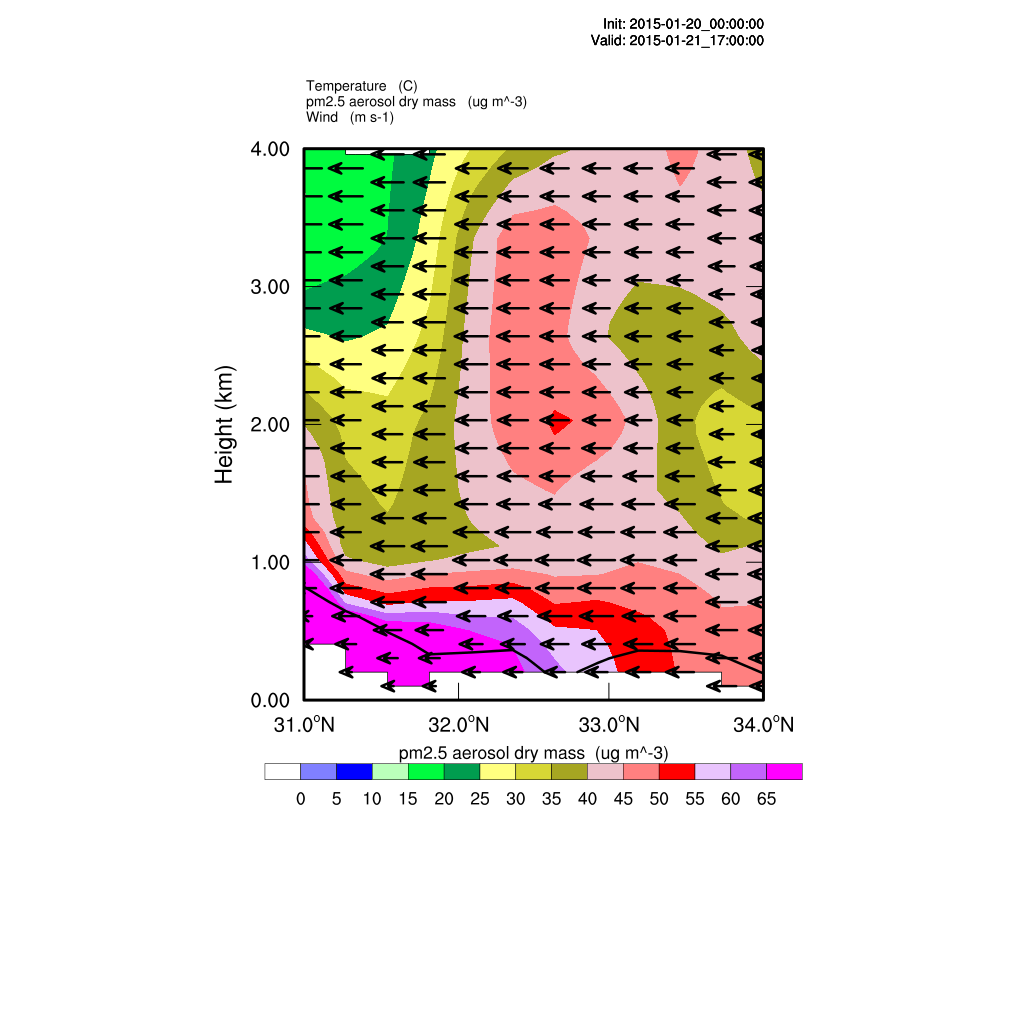 Init: 2015-01-20_00:00:00
Valid: 2015-01-21_17:00:00
Temperature (C)
pm2.5 aerosol dry mass (ug m^-3)
Wind (m s-1)
4.00
3.00
2.00
1.00
0.00
Height (km)
31.0°N 32.0°N 33.0°N 34.0°N
pm2.5 aerosol dry mass (ug m^-3)
0 5 10 15 20 25 30 35 40 45 50 55 60 65